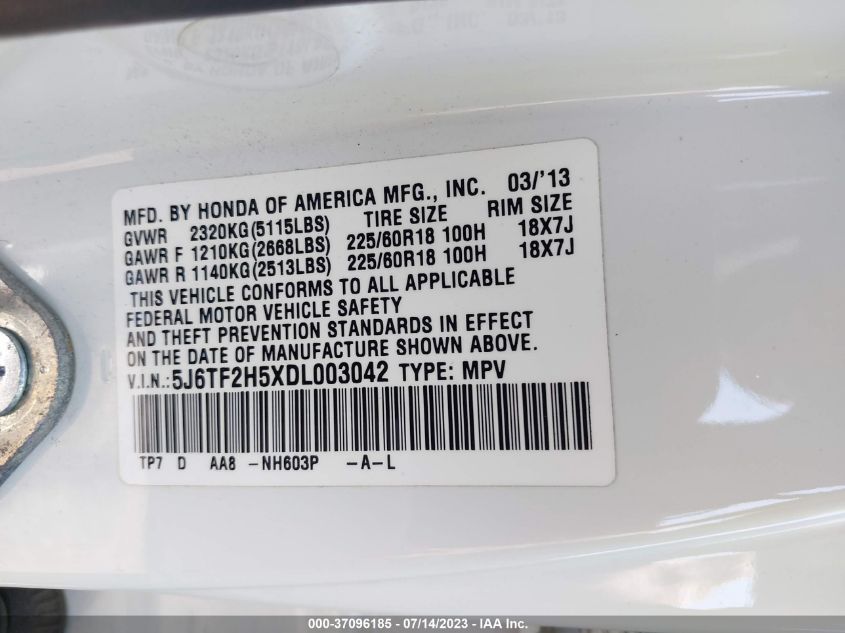 MFD. BY HONDA OF AMERICA MFG., INC. 03/'13
GVWR 2320KG(5115LBS) TIRE SIZE RIM SIZE
GAWR F 1210KG(2668LBS) 225/60R18 100H 18X7J
GAWR R 1140KG(2513LBS) 225/60R18 100H 18X7J
THIS VEHICLE CONFORMS TO ALL APPLICABLE
FEDERAL MOTOR VEHICLE SAFETY
AND THEFT PREVENTION STANDARDS IN EFFECT
ON THE DATE OF MANUFACTURE SHOWN ABOVE.
V.I.N.:5J6TF2H5XDL003042 TYPE: MPV
TP7 D AA8 -NH603P -A-L
000-37096185 / 07/14/2023 - IAA Inc.